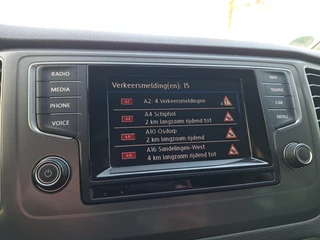 Verkeersmelding(en): 15
RADIO
MEDIA
PHONE
VOICE
A2: 4 Verkeersmeldingen
A4 Schiphol
2 km langzaam rijdend tot
A10 Osdorp
2 km langzaam rijdend
A16 Sandelingen-West
4 km langzaam rijdend tot
NAV
TRAFFIC
CAR
MENU